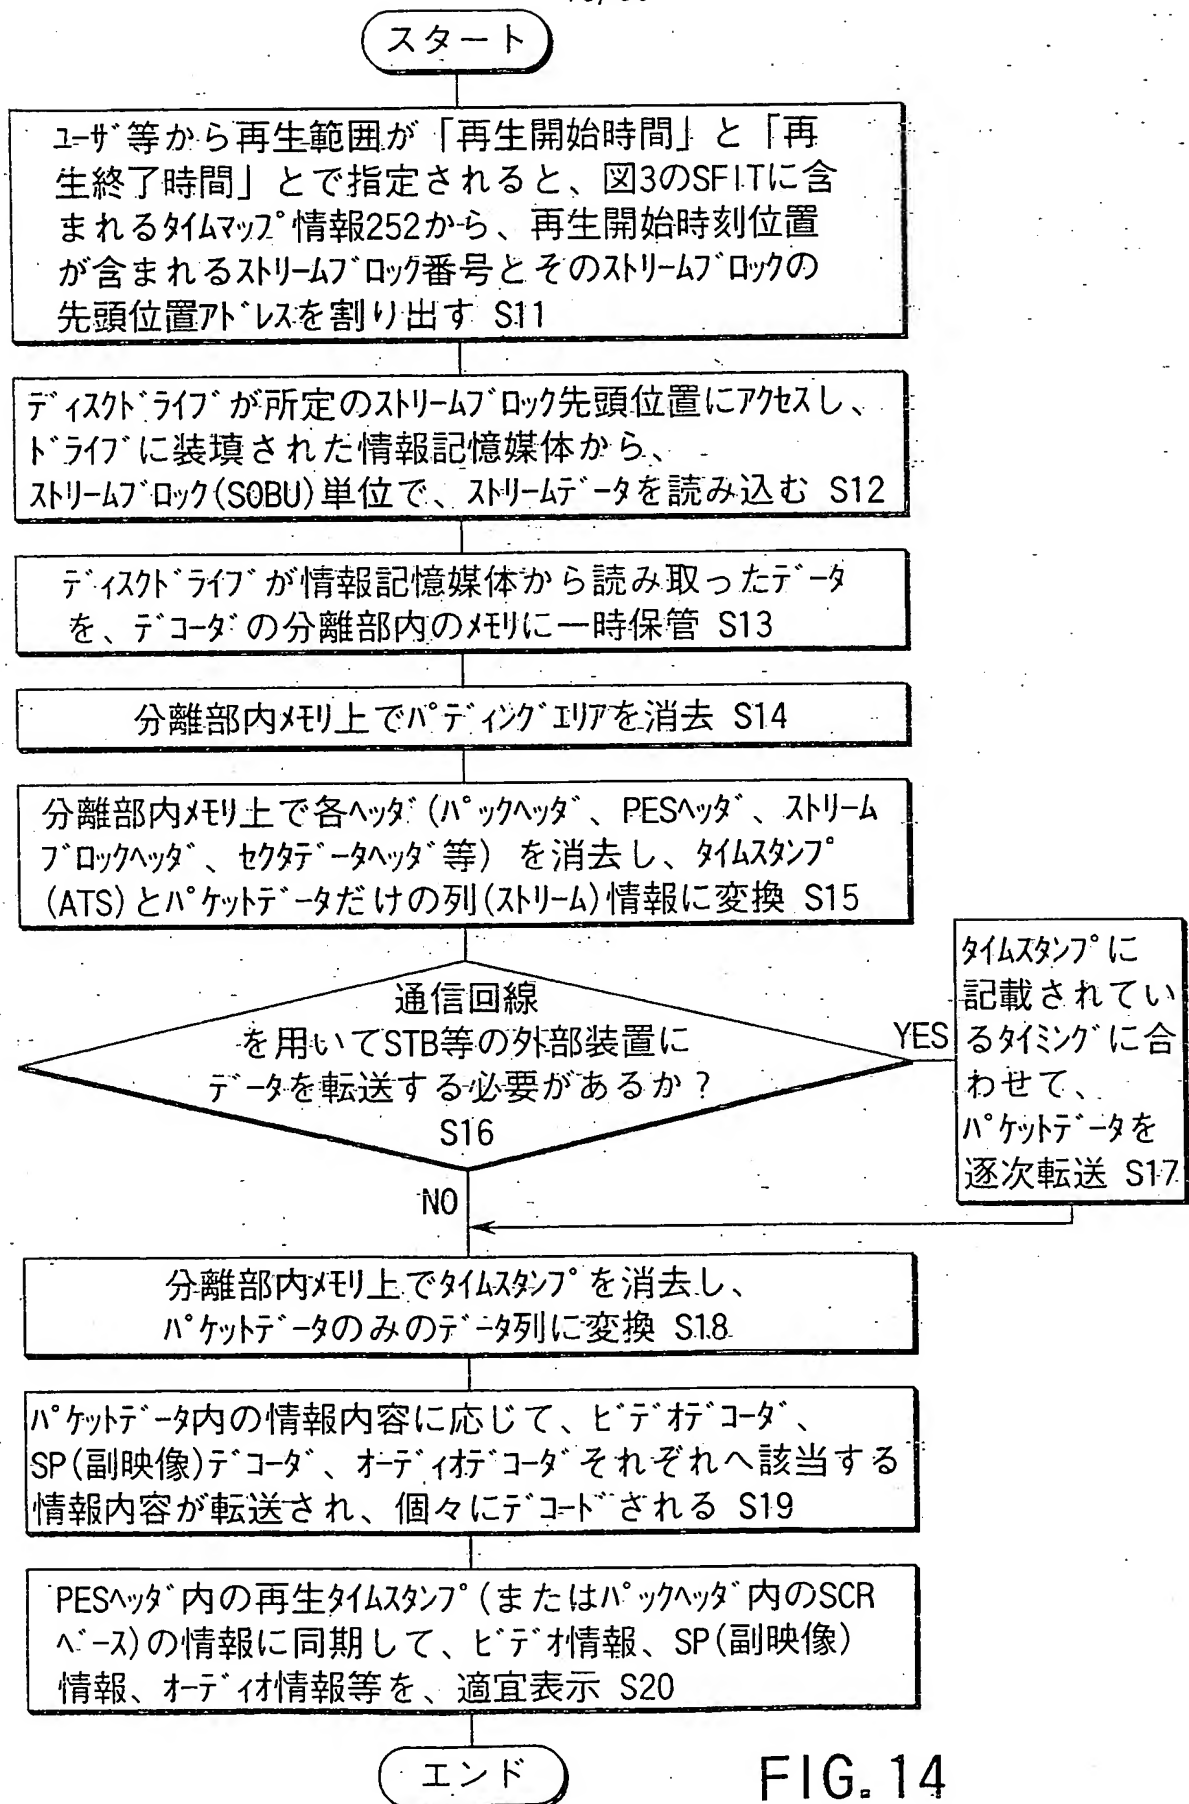 スタート
ユーザ等から再生範囲が「再生開始時間」と「再
生終了時間」とで指定されると、図3のSFITに含
まれるタイムマップ情報252から、再生開始時刻位置
が含まれるストリームブロック番号とそのストリームブロックの
先頭位置アドレスを割り出す S11
ディスクドライブが所定のストリームブロック先頭位置にアクセスし、
ドライブに装填された情報記憶媒体から、
ストリームブロック(SOBU)単位で、ストリームデータを読み込む S12
ディスクドライブが情報記憶媒体から読み取ったデータ
を、デコーダの分離部内のメモリに一時保管 S13
分離部内メモリ上でパディングエリアを消去 S14
分離部内メモリ上で各ヘッダ(パックヘッダ、PESヘッダ、ストリーム
ブロックヘッダ、セクタデータヘッダ等)を消去し、タイムスタンプ
(ATS)とパケットデータだけの列(ストリーム)情報に変換 S15
通信回線
を用いてSTB等の外部装置に
データを転送する必要があるか?
S16
YES
タイムスタンプに
記載されてい
るタイミングに合
わせて、
パケットデータを
逐次転送 S17
NO
分離部内メモリ上でタイムスタンプを消去し、
パケットデータのみのデータ列に変換 S18
パケットデータ内の情報内容に応じて、ビデオデコーダ、
SP(副映像)デコーダ、オーディオデコーダそれぞれへ該当する
情報内容が転送され、個々にデコードされる S19
PESヘッダ内の再生タイムスタンプ(またはパックヘッダ内のSCR
ベース)の情報に同期して、ビデオ情報、SP(副映像)
情報、オーディオ情報等を、適宜表示 S20
エンド
FIG. 14